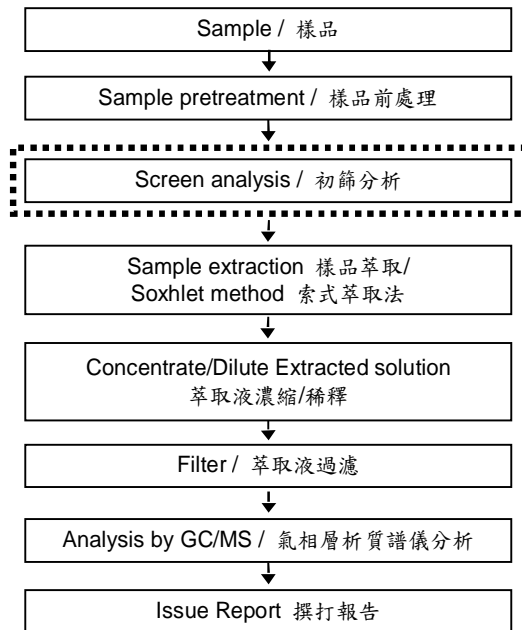 Sample / 樣品
Sample pretreatment / 樣品前處理
Screen analysis / 初篩分析
Sample extraction 樣品萃取/
Soxhlet method 索式萃取法
Concentrate/Dilute Extracted solution
萃取液濃縮/稀釋
Filter / 萃取液過濾
Analysis by GC/MS / 氣相層析質譜儀分析
Issue Report 撰打報告